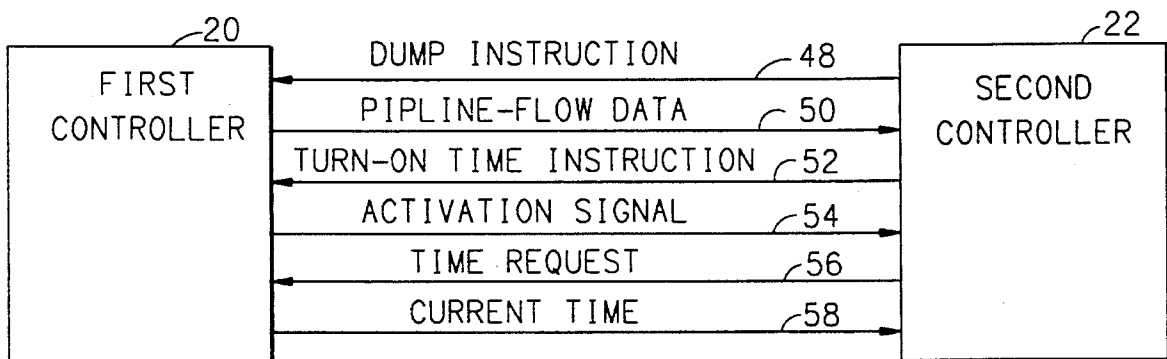 20
22
FIRST
CONTROLLER
DUMP INSTRUCTION
48
PIPLINE-FLOW DATA
50
TURN-ON TIME INSTRUCTION
52
ACTIVATION SIGNAL
54
TIME REQUEST
56
CURRENT TIME
58
SECOND
CONTROLLER